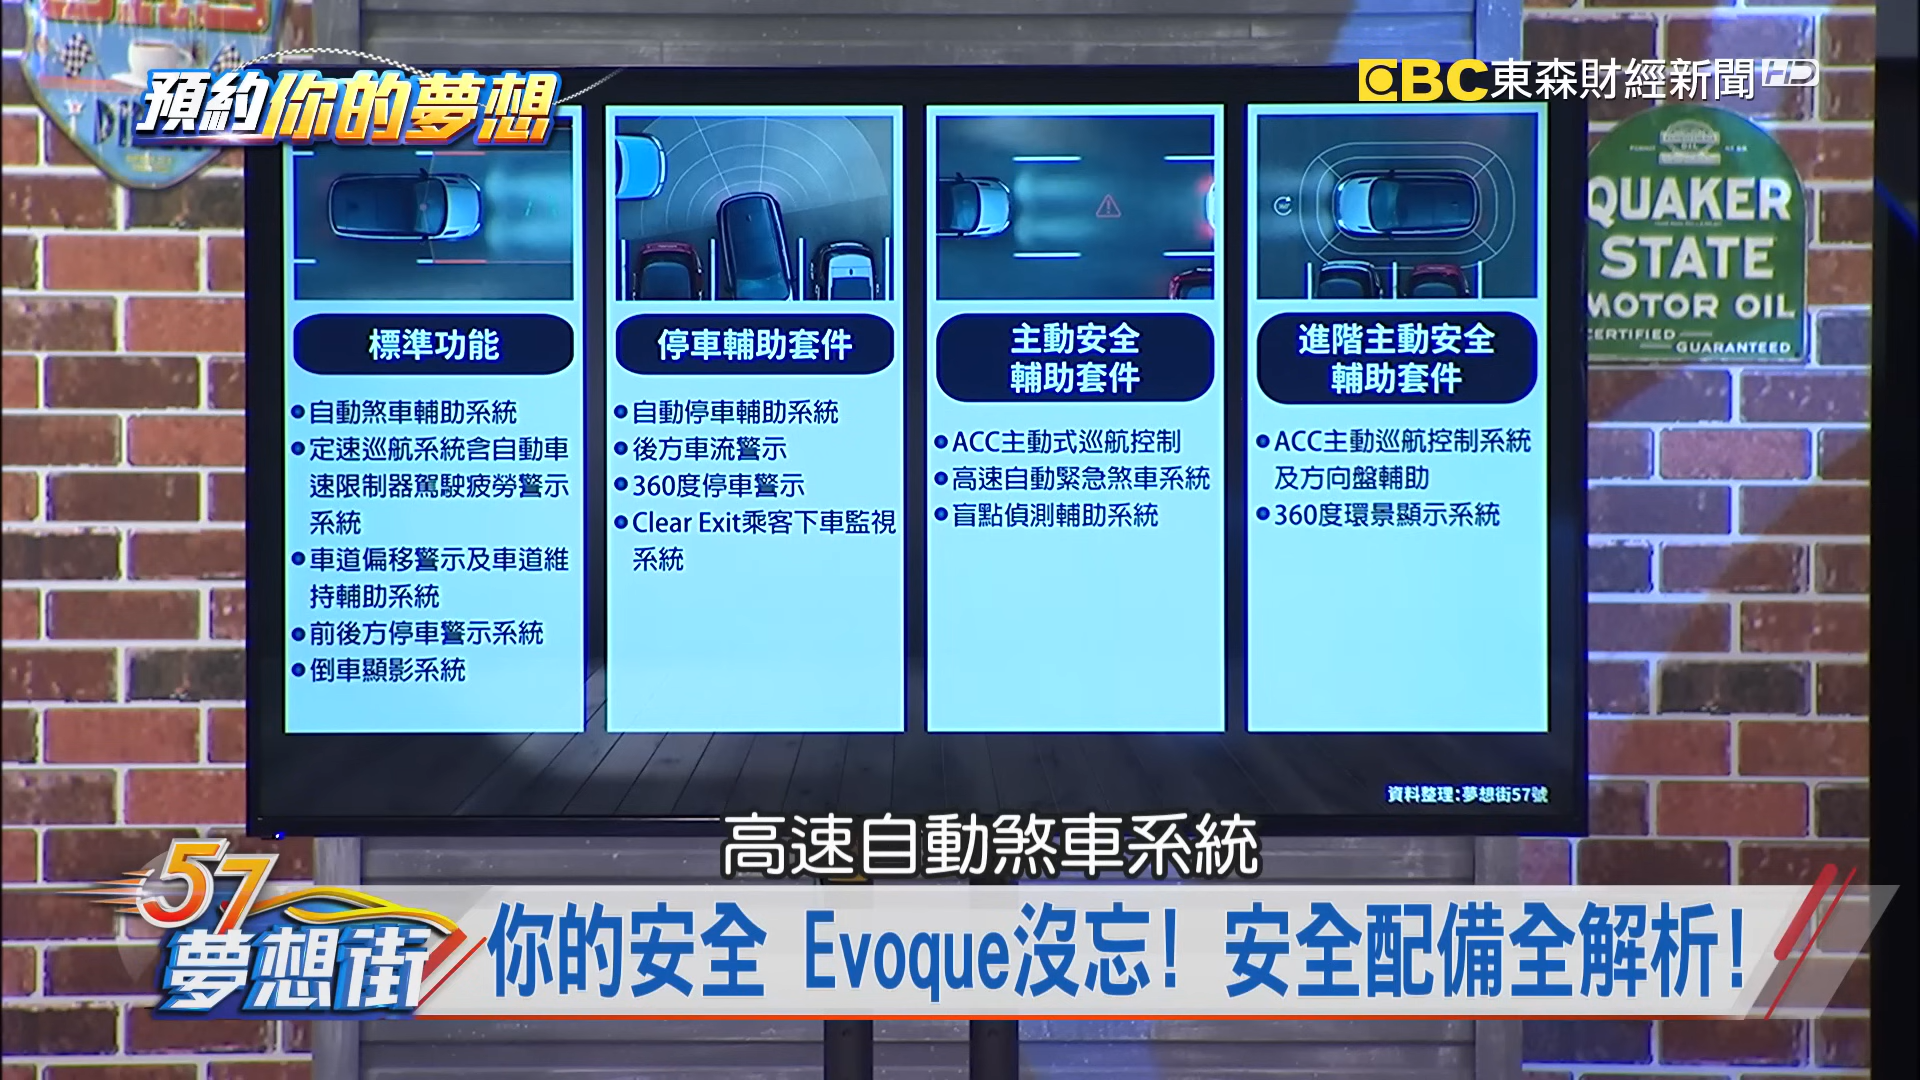 預約你的夢想
EBC東森財經新聞HD
QUAKER
STATE
MOTOR OIL
CERTIFIED
GUARANTEED
標準功能
自動煞車輔助系統
定速巡航系統含自動車
速限制器駕駛疲勞警示
系統
車道偏移警示及車道維
持輔助系統
前後方停車警示系統
倒車顯影系統
停車輔助套件
自動停車輔助系統
後方車流警示
360度停車警示
Clear Exit乘客下車監視
系統
主動安全
輔助套件
ACC主動式巡航控制
高速自動緊急煞車系統
盲點偵測輔助系統
進階主動安全
輔助套件
ACC主動巡航控制系統
及方向盤輔助
360度環景顯示系統
資料整理:夢想街57號
高速自動煞車系統
57
夢想街
你的安全 Evoque沒忘! 安全配備全解析!